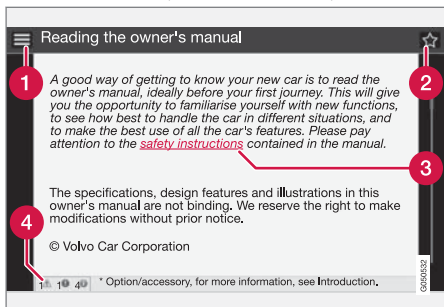 Reading the owner's manual
1
2
A good way of getting to know your new car is to read the
owner's manual, ideally before your first journey. This will give
you the opportunity to familiarise yourself with new functions,
to see how best to handle the car in different situations, and
to make the best use of all the car's features. Please pay
attention to the safety instructions contained in the manual.
3
The specifications, design features and illustrations in this
owner's manual are not binding. We reserve the right to make
modifications without prior notice.
4
© Volvo Car Corporation
1 1 4 * Option/accessory, for more information, see Introduction.
G050532